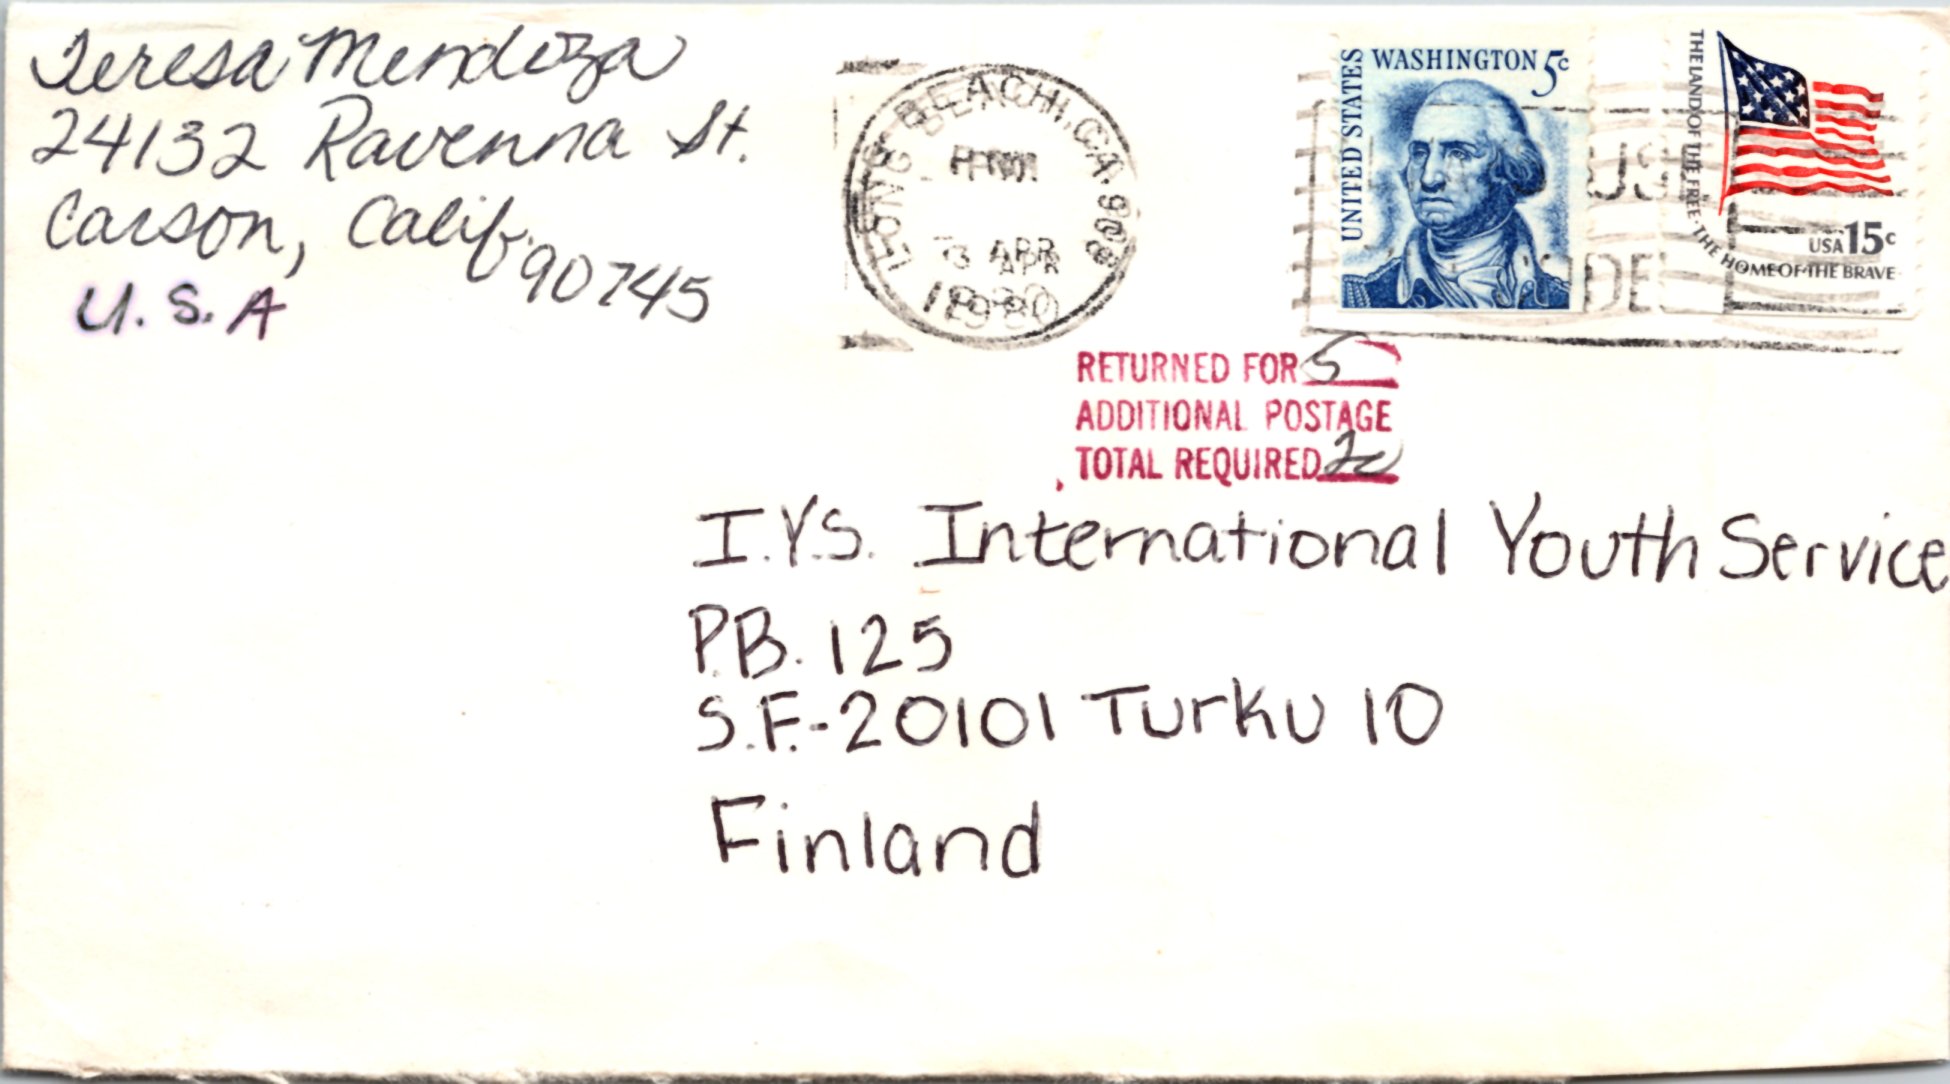 Teresa Mendoza
24132 Ravenna St.
Carson, Calif. 90745
U.S.A
LONG BEACH, CA. 908
APR
1980
UNITED STATES
WASHINGTON 5c
THE LAND OF THE FREE · THE HOME OF THE BRAVE
USA 15c
RETURNED FOR 5
ADDITIONAL POSTAGE
TOTAL REQUIRED 20
I.Y.S. International Youth Service
P.B. 125
S.F.-20101 Turku 10
Finland